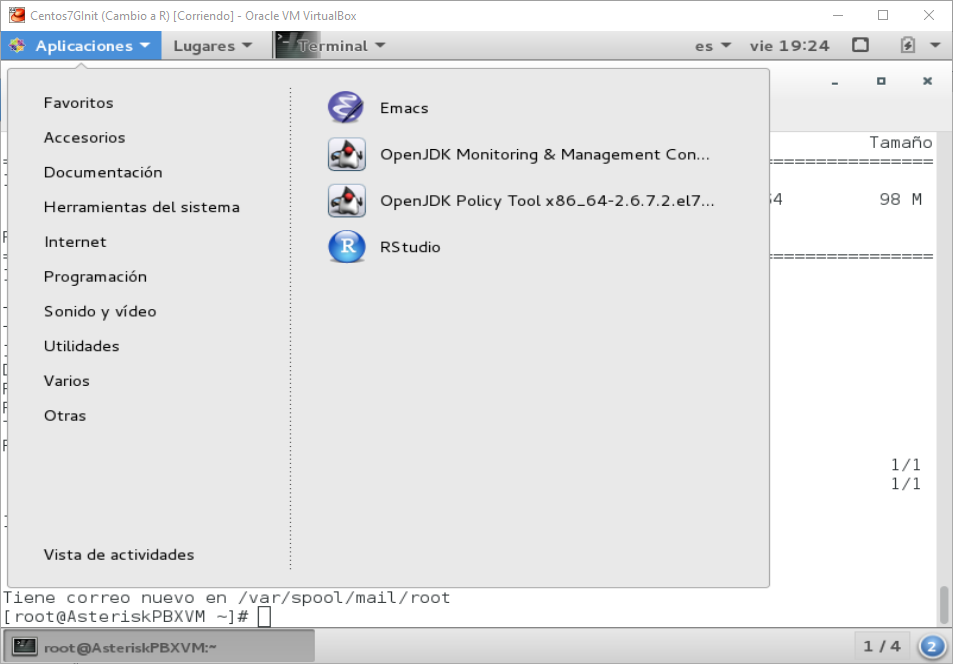 Centos7GInit (Cambio a R) [Corriendo] - Oracle VM VirtualBox
Aplicaciones Lugares Terminal es vie 19:24
Favoritos
Accesorios
Documentación
Herramientas del sistema
Internet
Programación
Sonido y vídeo
Utilidades
Varios
Otras
Vista de actividades
Emacs
OpenJDK Monitoring & Management Con...
OpenJDK Policy Tool x86_64-2.6.7.2.el7...
RStudio
Tamaño
================
98 M
================
1/1
1/1
Tiene correo nuevo en /var/spool/mail/root
[root@AsteriskPBXVM ~]#
root@AsteriskPBXVM:~ 1 / 4 2